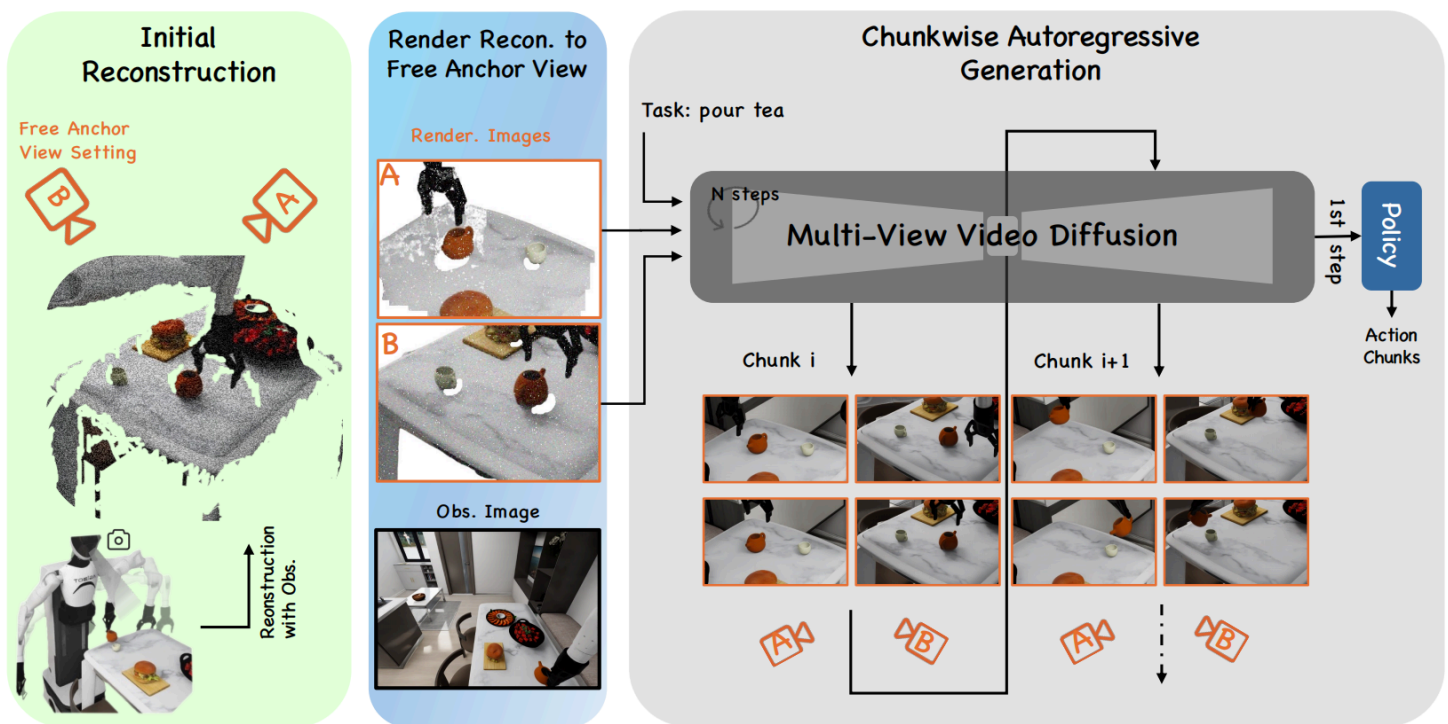 Initial
Reconstruction
Free Anchor
View Setting
B
A
Reonstruction
with Obs.
Render Recon. to
Free Anchor View
Render. Images
A
B
Obs. Image
Chunkwise Autoregressive
Generation
Task: pour tea
N steps
Multi-View Video Diffusion
1st step
Policy
Action
Chunks
Chunk i
Chunk i+1
A
B
A
B